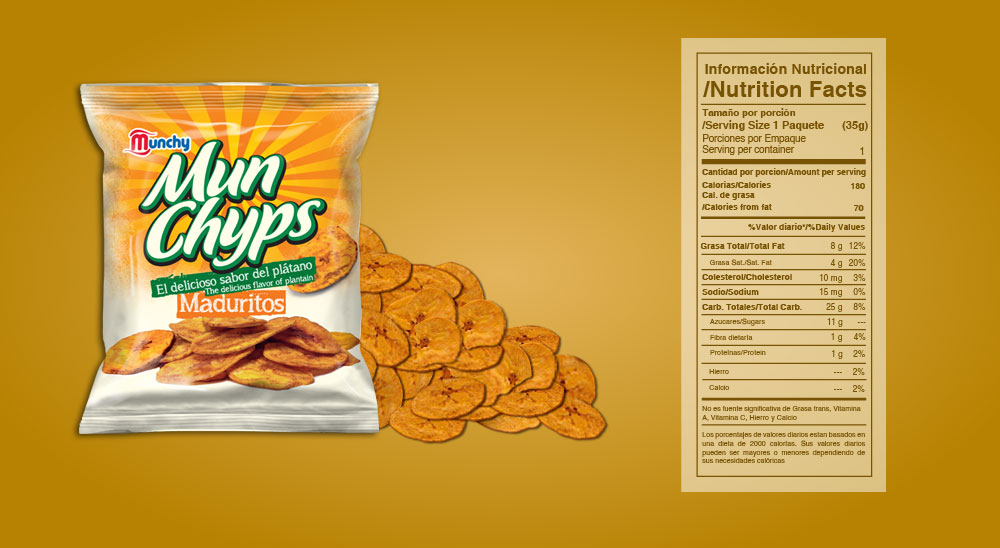 Munchy
Mun
Chyps
El delicioso sabor del plátano
The delicious flavor of plantain
Maduritos
Información Nutricional
/Nutrition Facts
Tamaño por porción
/Serving Size 1 Paquete (35g)
Porciones por Empaque
Serving per container 1
Cantidad por porcion/Amount per serving
Calorias/Calories 180
Cal. de grasa
/Calories from fat 70
%Valor diario*/%Daily Values
Grasa Total/Total Fat 8 g 12%
Grasa Sat./Sat. Fat 4 g 20%
Colesterol/Cholesterol 10 mg 3%
Sodio/Sodium 15 mg 0%
Carb. Totales/Total Carb. 25 g 8%
Azucares/Sugars 11 g ---
Fibra dietaria 1 g 4%
Proteinas/Protein 1 g 2%
Hierro --- 2%
Calcio --- 2%
No es fuente significativa de Grasa trans, Vitamina
A, Vitamina C, Hierro y Calcio
Los porcentajes de valores diarios estan basados en
una dieta de 2000 calorias. Sus valores diarios
pueden ser mayores o menores dependiendo de
sus necesidades calóricas